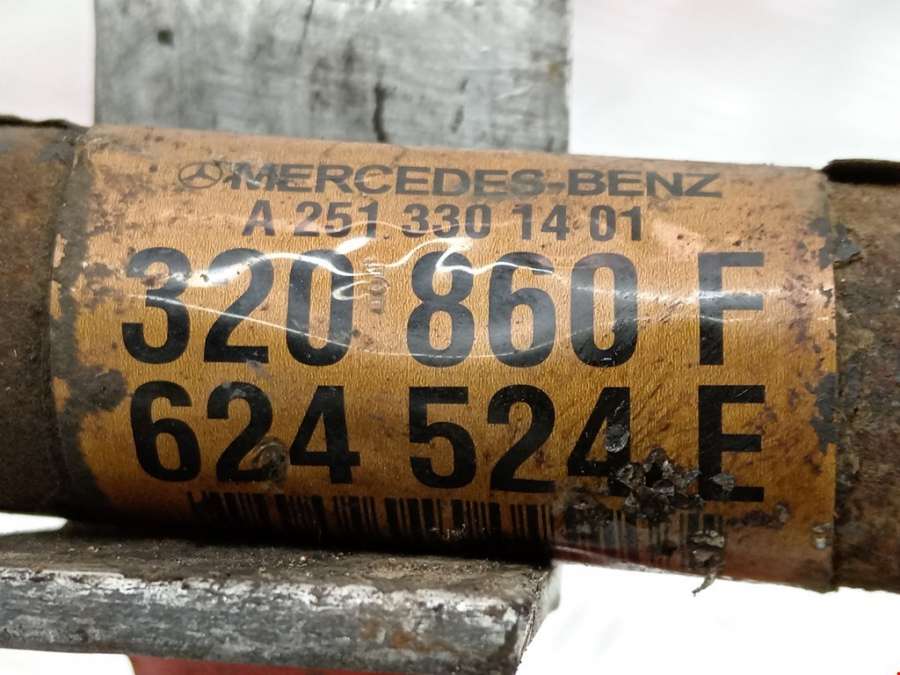 MERCEDES-BENZ
A 251 330 14 01
320 860 F
624 524 E